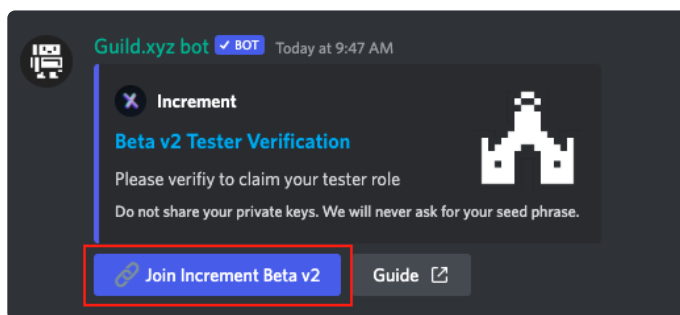 Guild.xyz bot ✓ BOT Today at 9:47 AM
Increment
Beta v2 Tester Verification
Please verifiy to claim your tester role
Do not share your private keys. We will never ask for your seed phrase.
Join Increment Beta v2 Guide